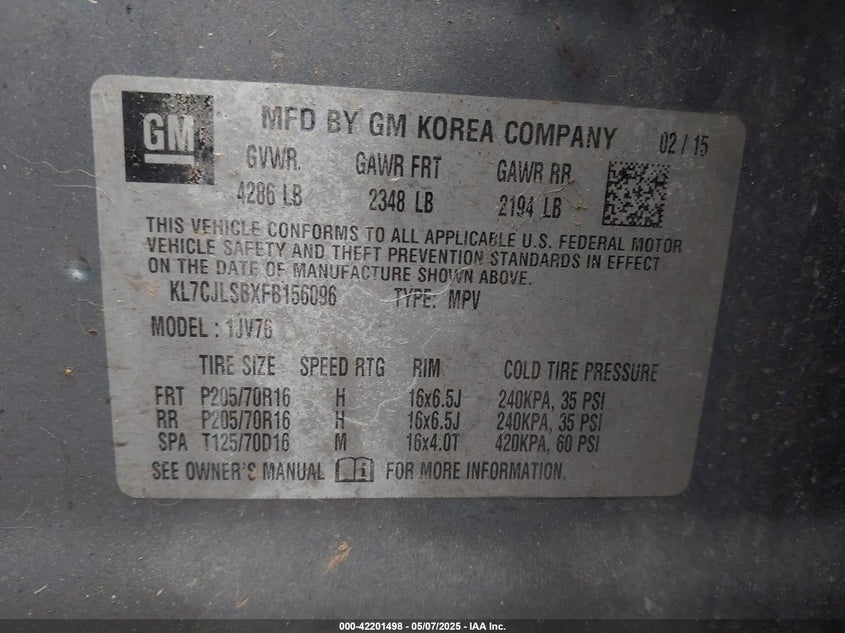 GM
MFD BY GM KOREA COMPANY 02 / 15
GVWR. GAWR FRT GAWR RR
4286 LB 2348 LB 2194 LB
THIS VEHICLE CONFORMS TO ALL APPLICABLE U.S. FEDERAL MOTOR
VEHICLE SAFETY AND THEFT PREVENTION STANDARDS IN EFFECT
ON THE DATE OF MANUFACTURE SHOWN ABOVE.
KL7CJLSBXFB156096 TYPE: MPV
MODEL : 1JV76
TIRE SIZE SPEED RTG RIM COLD TIRE PRESSURE
FRT P205/70R16 H 16x6.5J 240KPA, 35 PSI
RR P205/70R16 H 16x6.5J 240KPA, 35 PSI
SPA T125/70D16 M 16x4.0T 420KPA, 60 PSI
SEE OWNER'S MANUAL i FOR MORE INFORMATION.
000-42201498 - 05/07/2025 - IAA Inc.